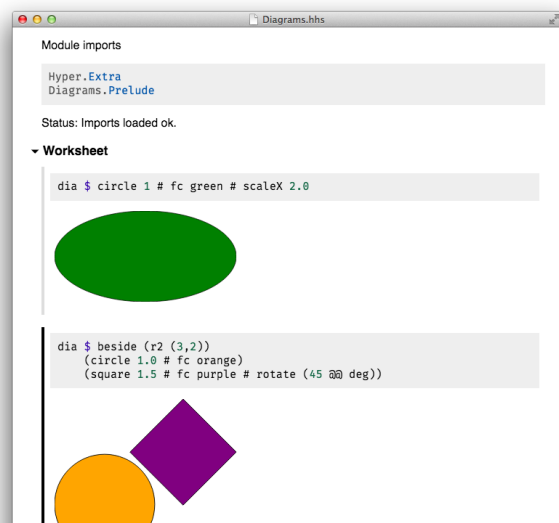 Diagrams.hhs
Module imports
Hyper.Extra
Diagrams.Prelude
Status: Imports loaded ok.
Worksheet
dia $ circle 1 # fc green # scaleX 2.0
dia $ beside (r2 (3,2))
(circle 1.0 # fc orange)
(square 1.5 # fc purple # rotate (45 @@ deg))